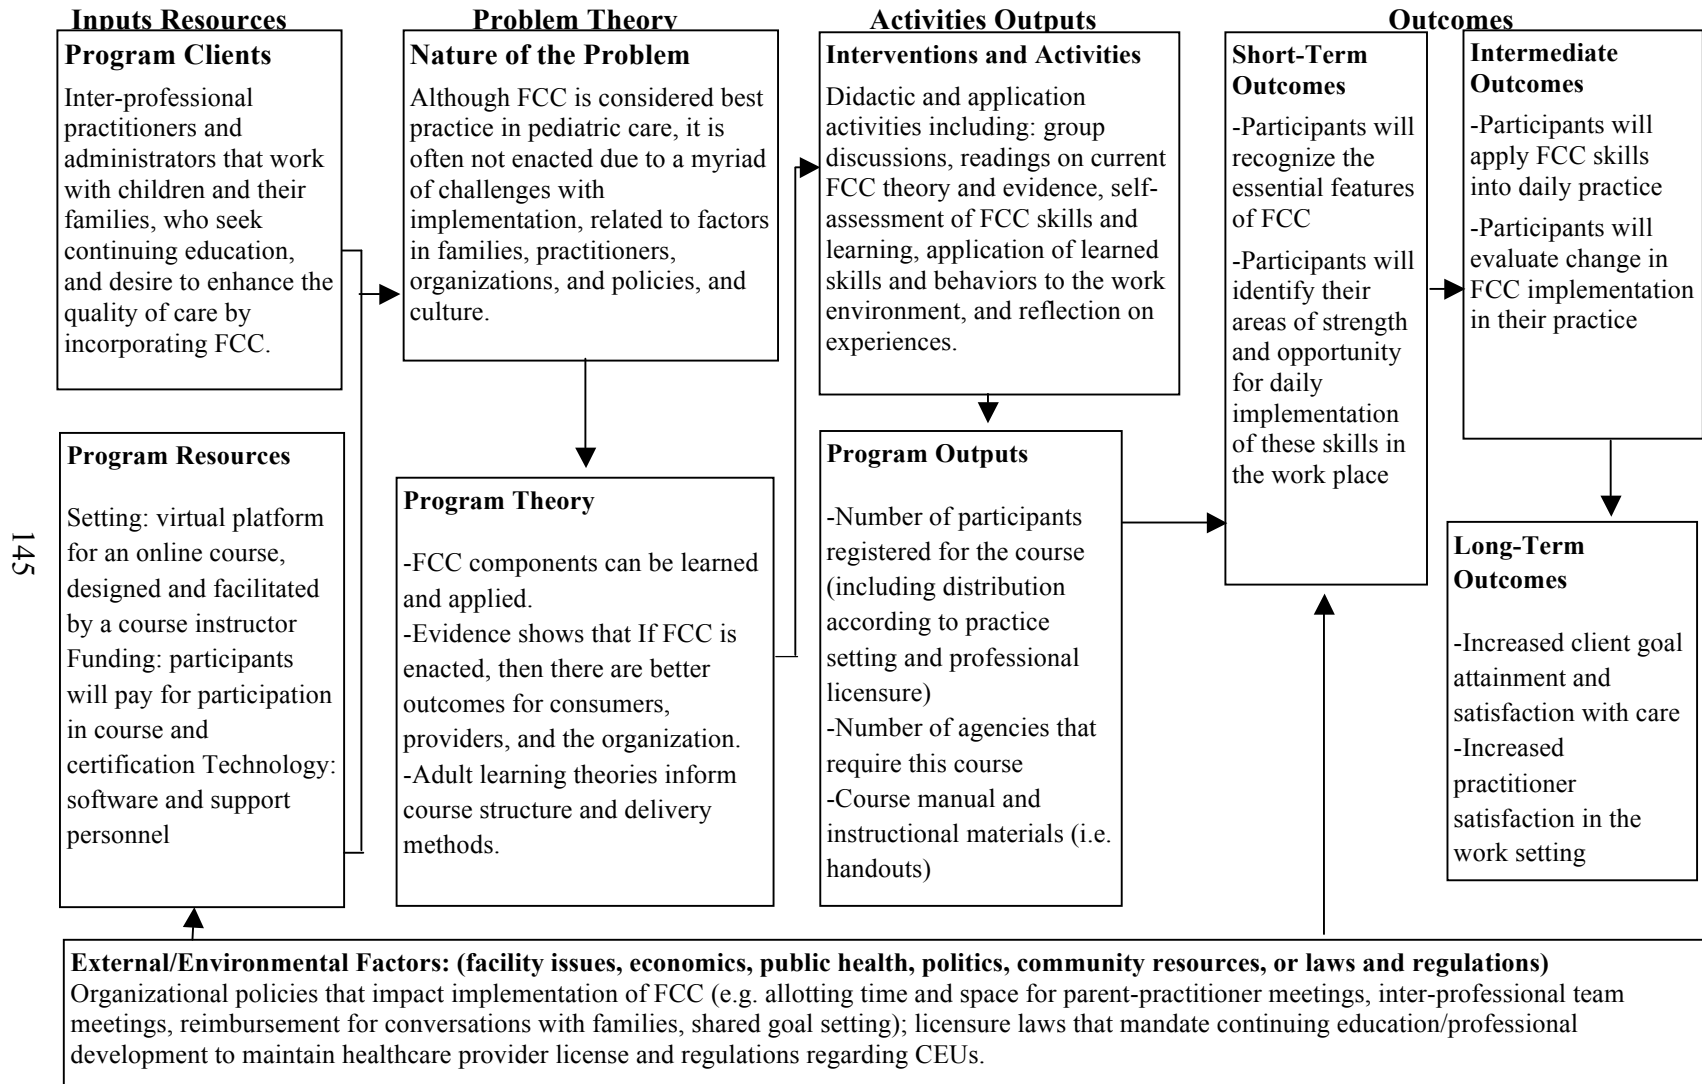 Inputs Resources
Program Clients
Inter-professional
practitioners and
administrators that work
with children and their
families, who seek
continuing education,
and desire to enhance the
quality of care by
incorporating FCC.
Program Resources
Setting: virtual platform
for an online course,
designed and facilitated
by a course instructor
Funding: participants
will pay for participation
in course and
certification Technology:
software and support
personnel
Problem Theory
Nature of the Problem
Although FCC is considered best
practice in pediatric care, it is
often not enacted due to a myriad
of challenges with
implementation, related to factors
in families, practitioners,
organizations, and policies, and
culture.
Program Theory
-FCC components can be learned
and applied.
-Evidence shows that If FCC is
enacted, then there are better
outcomes for consumers,
providers, and the organization.
-Adult learning theories inform
course structure and delivery
methods.
Activities Outputs
Interventions and Activities
Didactic and application
activities including: group
discussions, readings on current
FCC theory and evidence, self-
assessment of FCC skills and
learning, application of learned
skills and behaviors to the work
environment, and reflection on
experiences.
Program Outputs
-Number of participants
registered for the course
(including distribution
according to practice
setting and professional
licensure)
-Number of agencies that
require this course
-Course manual and
instructional materials (i.e.
handouts)
Outcomes
Short-Term
Outcomes
-Participants will
recognize the
essential features
of FCC
-Participants will
identify their
areas of strength
and opportunity
for daily
implementation
of these skills in
the work place
Intermediate
Outcomes
-Participants will
apply FCC skills
into daily practice
-Participants will
evaluate change in
FCC implementation
in their practice
Long-Term
Outcomes
-Increased client goal
attainment and
satisfaction with care
-Increased
practitioner
satisfaction in the
work setting
External/Environmental Factors: (facility issues, economics, public health, politics, community resources, or laws and regulations)
Organizational policies that impact implementation of FCC (e.g. allotting time and space for parent-practitioner meetings, inter-professional team
meetings, reimbursement for conversations with families, shared goal setting); licensure laws that mandate continuing education/professional
development to maintain healthcare provider license and regulations regarding CEUs.
145